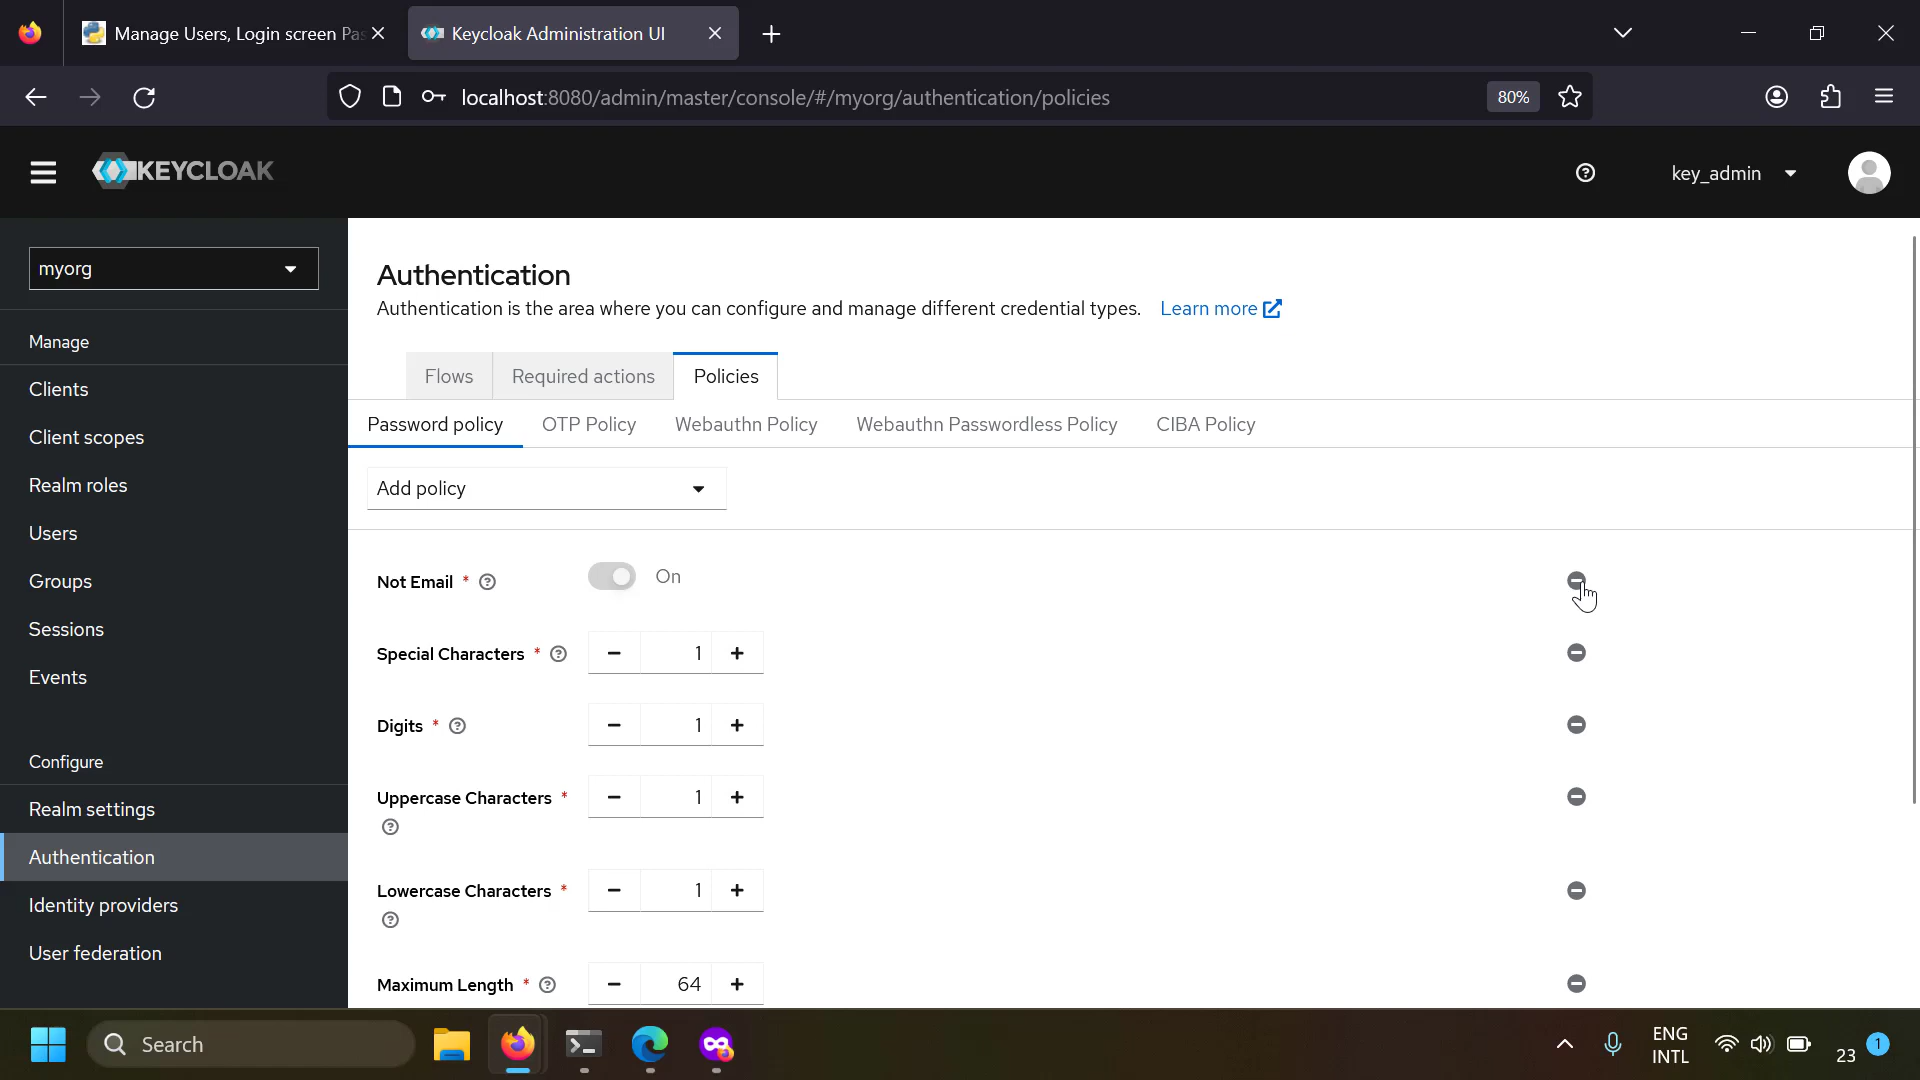 Manage Users, Login screen Pas
Keycloak Administration UI
localhost:8080/admin/master/console/#/myorg/authentication/policies
80%
KEYCLOAK
key_admin
myorg
Manage
Clients
Client scopes
Realm roles
Users
Groups
Sessions
Events
Configure
Realm settings
Authentication
Identity providers
User federation
Authentication
Authentication is the area where you can configure and manage different credential types. Learn more
Flows
Required actions
Policies
Password policy
OTP Policy
Webauthn Policy
Webauthn Passwordless Policy
CIBA Policy
Add policy
Not Email *
On
Special Characters *
1
Digits *
1
Uppercase Characters *
1
Lowercase Characters *
1
Maximum Length *
64
Search
ENG
INTL
23
1